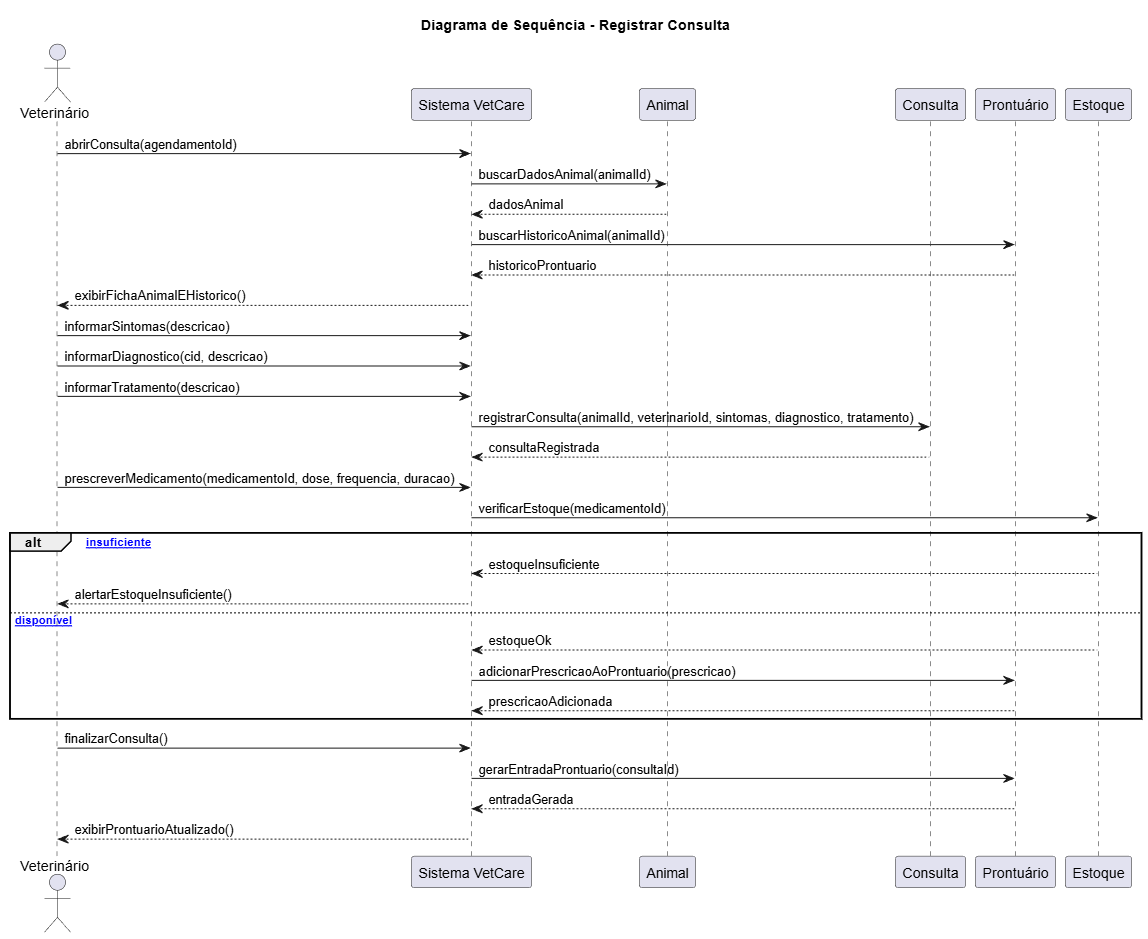 Diagrama de Sequência - Registrar Consulta
Veterinário
Sistema VetCare
Animal
Consulta
Prontuário
Estoque
abrirConsulta(agendamentoId)
buscarDadosAnimal(animalId)
dadosAnimal
buscarHistoricoAnimal(animalId)
historicoProntuario
exibirFichaAnimalEHistorico()
informarSintomas(descricao)
informarDiagnostico(cid, descricao)
informarTratamento(descricao)
registrarConsulta(animalId, veterinarioId, sintomas, diagnostico, tratamento)
consultaRegistrada
prescreverMedicamento(medicamentoId, dose, frequencia, duracao)
verificarEstoque(medicamentoId)
alt
insuficiente
estoqueInsuficiente
alertarEstoqueInsuficiente()
disponível
estoqueOk
adicionarPrescricaoAoProntuario(prescricao)
prescricaoAdicionada
finalizarConsulta()
gerarEntradaProntuario(consultaId)
entradaGerada
exibirProntuarioAtualizado()
Veterinário
Sistema VetCare
Animal
Consulta
Prontuário
Estoque